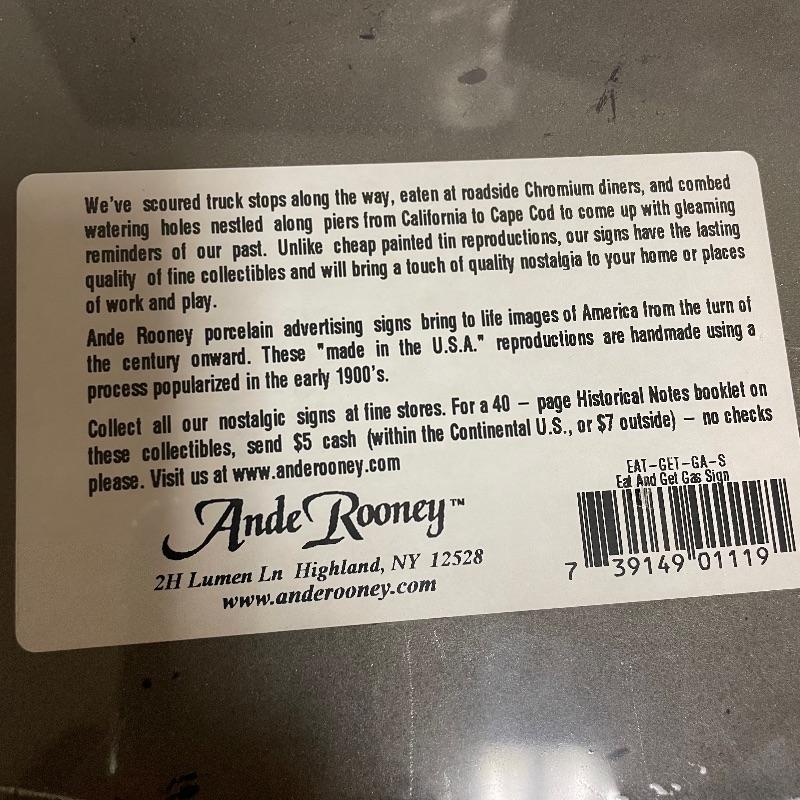 We've scoured truck stops along the way, eaten at roadside Chromium diners, and combed
watering holes nestled along piers from California to Cape Cod to come up with gleaming
reminders of our past. Unlike cheap painted tin reproductions, our signs have the lasting
quality of fine collectibles and will bring a touch of quality nostalgia to your home or places
of work and play.
Ande Rooney porcelain advertising signs bring to life images of America from the turn of
the century onward. These "made in the U.S.A." reproductions are handmade using a
process popularized in the early 1900's.
Collect all our nostalgic signs at fine stores. For a 40 – page Historical Notes booklet on
these collectibles, send $5 cash (within the Continental U.S., or $7 outside) – no checks
please. Visit us at www.anderooney.com
Ande Rooney™
2H Lumen Ln Highland, NY 12528
www.anderooney.com
EAT-GET-GA-S
Eat And Get Gas Sign
7 39149 01119